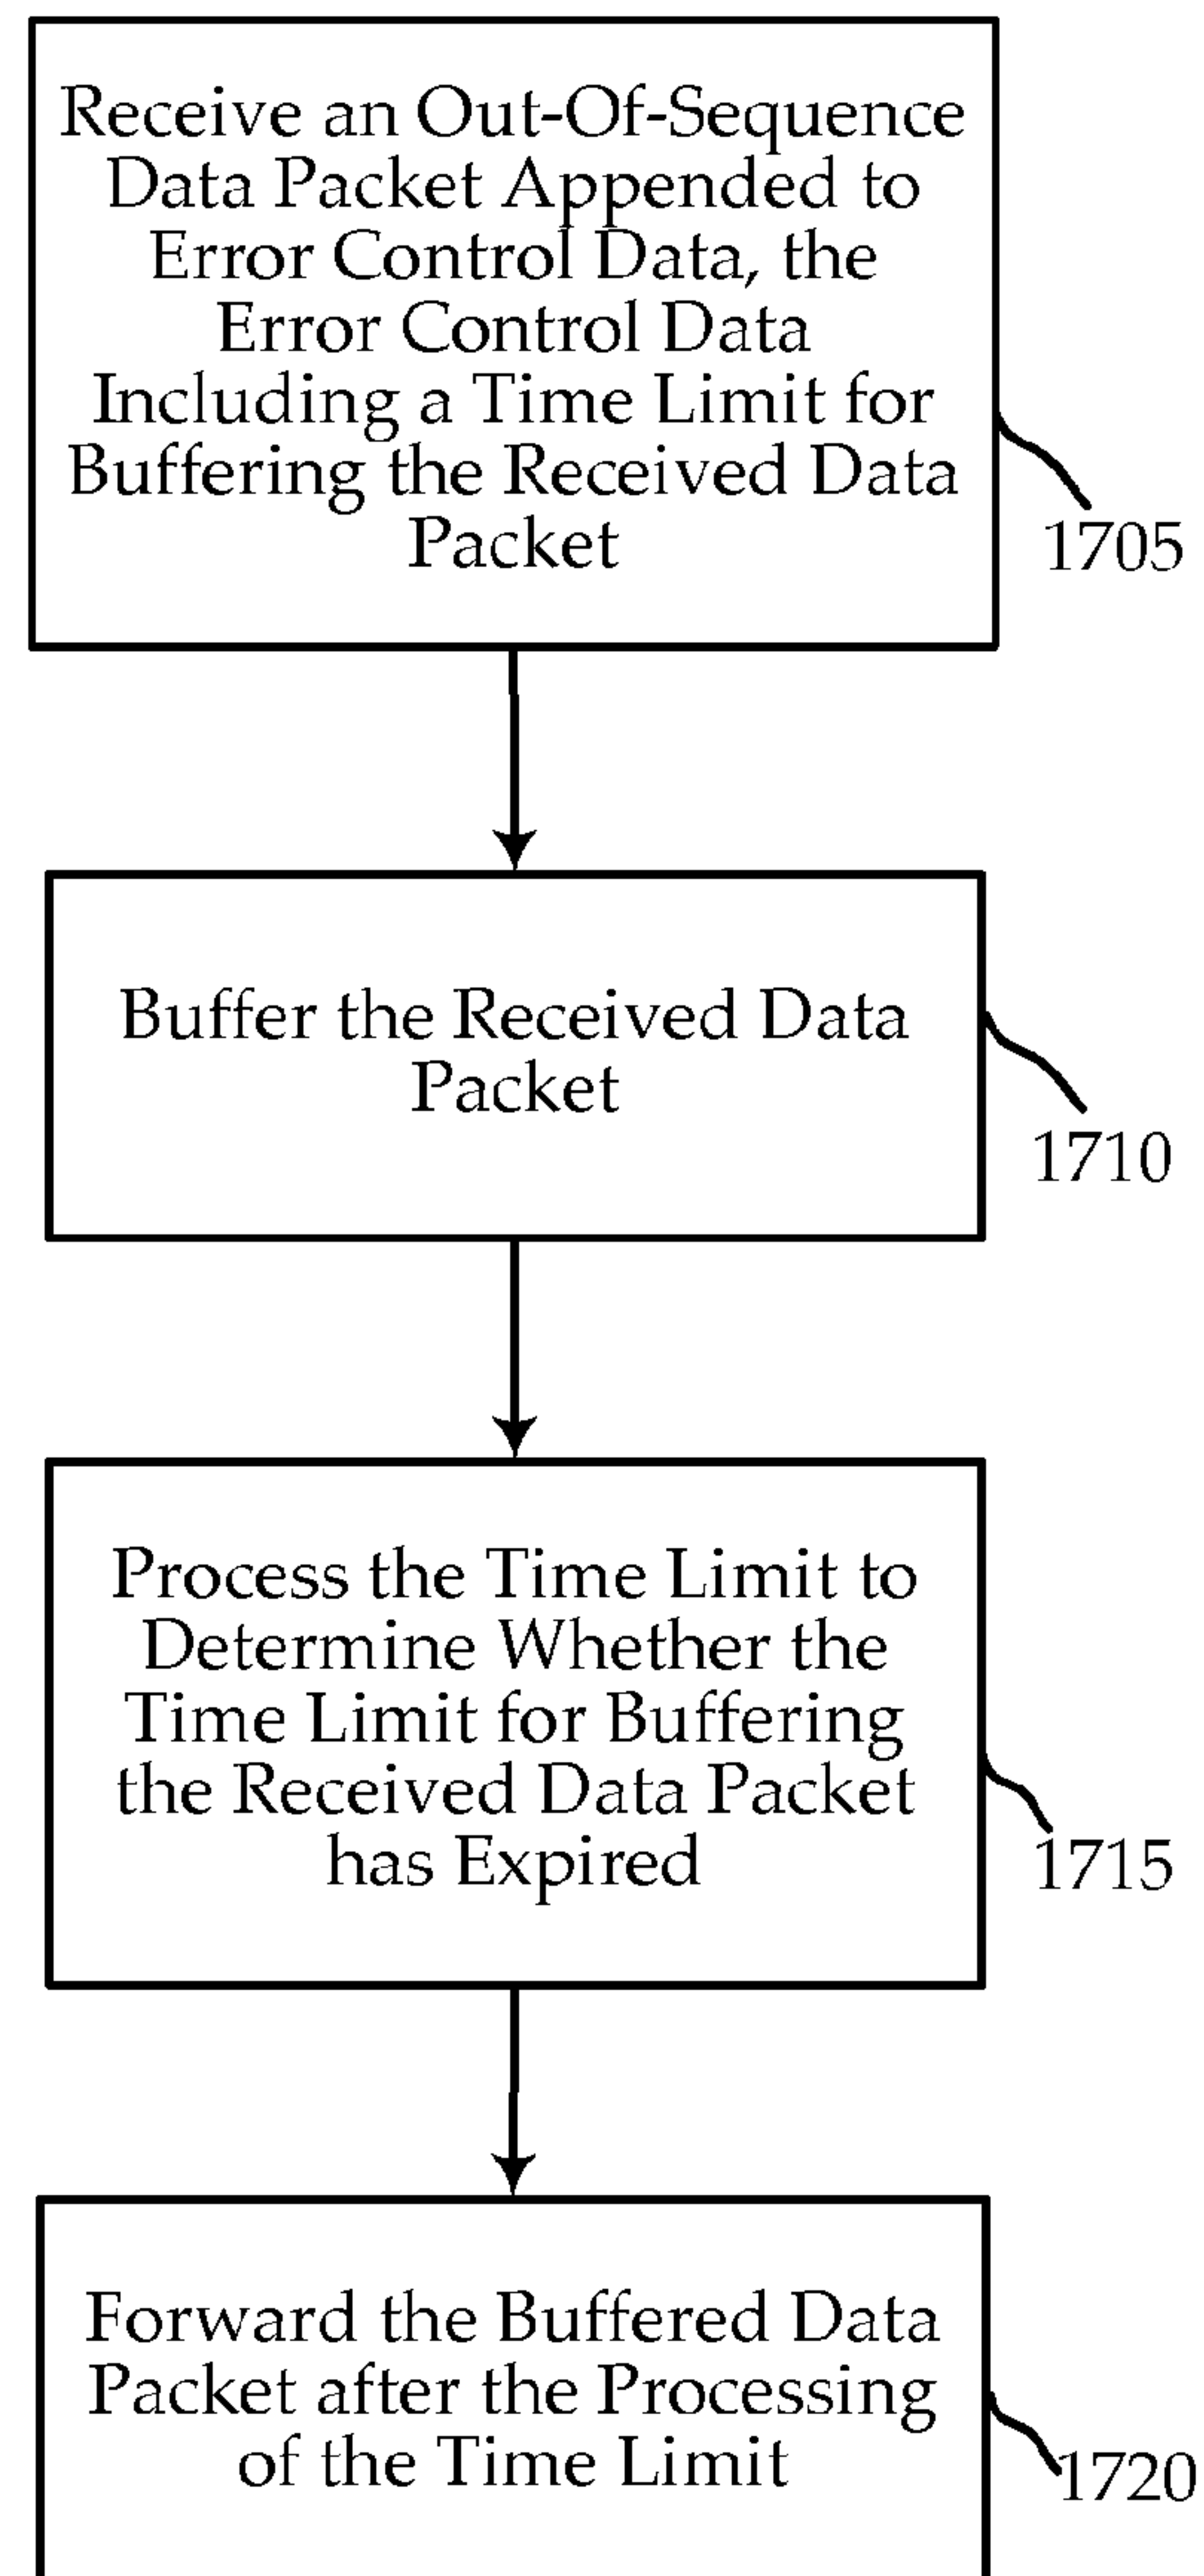 Receive an Out-Of-Sequence
Data Packet Appended to
Error Control Data, the
Error Control Data
Including a Time Limit for
Buffering the Received Data
Packet
1705
Buffer the Received Data
Packet
1710
Process the Time Limit to
Determine Whether the
Time Limit for Buffering
the Received Data Packet
has Expired
1715
Forward the Buffered Data
Packet after the Processing
of the Time Limit
1720